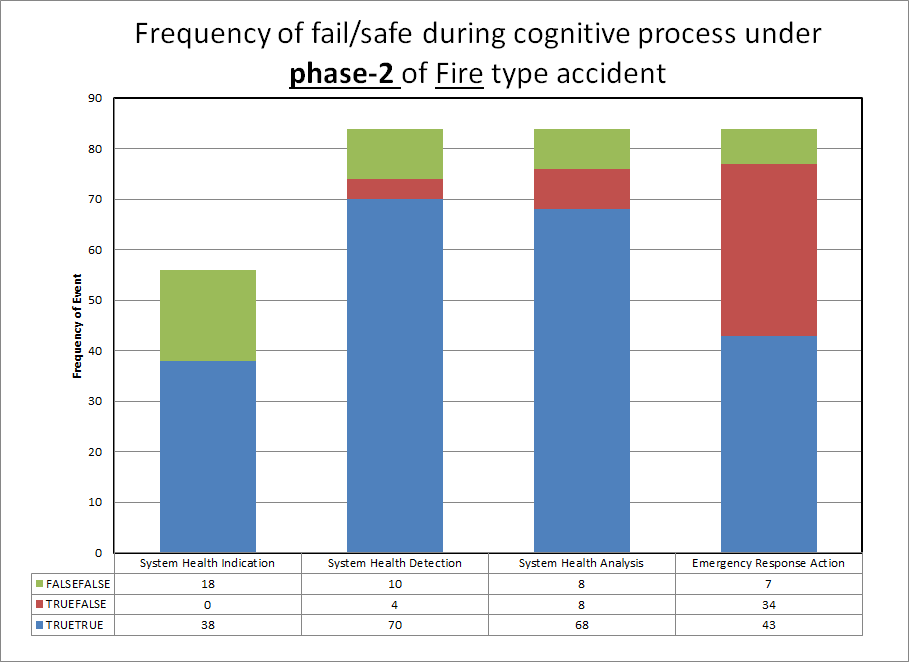 Frequency of fail/safe during cognitive process under
phase-2 of Fire type accident
90
80
70
60
50
40
30
20
10
0
Frequency of Event
System Health Indication System Health Detection System Health Analysis Emergency Response Action
FALSEFALSE 18 10 8 7
TRUEFALSE 0 4 8 34
TRUETRUE 38 70 68 43